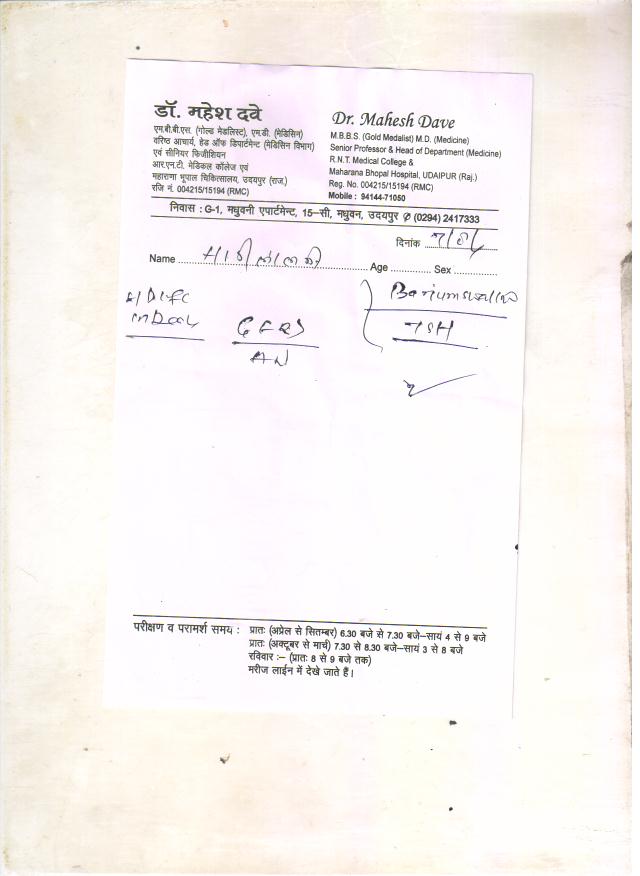 डॉ. महेश दवे
एम.बी.बी.एस. (गोल्ड मेडलिस्ट), एम.डी. (मेडिसिन)
वरिष्ठ आचार्य, हेड ऑफ डिपार्टमेन्ट (मेडिसिन विभाग)
एवं सीनियर फिजीशियन
आर.एन.टी. मेडिकल कॉलेज एवं
महाराणा भूपाल चिकित्सालय, उदयपुर (राज.)
रजि नं. 004215/15194 (RMC)
Dr. Mahesh Dave
M.B.B.S. (Gold Medalist) M.D. (Medicine)
Senior Professor & Head of Department (Medicine)
R.N.T. Medical College &
Maharana Bhopal Hospital, UDAIPUR (Raj.)
Reg. No. 004215/15194 (RMC)
Mobile : 94144-71050
निवास : G-1, मधुवनी एपार्टमेन्ट, 15–सी, मधुवन, उदयपुर ✆ (0294) 2417333
दिनांक
Name Age Sex
Barium swallow
TSH
GERD
परीक्षण व परामर्श समय : प्रातः (अप्रेल से सितम्बर) 6.30 बजे से 7.30 बजे–सायं 4 से 9 बजे
प्रातः (अक्टूबर से मार्च) 7.30 से 8.30 बजे–सायं 3 से 8 बजे
रविवार :– (प्रातः 8 से 9 बजे तक)
मरीज लाईन में देखे जाते हैं।